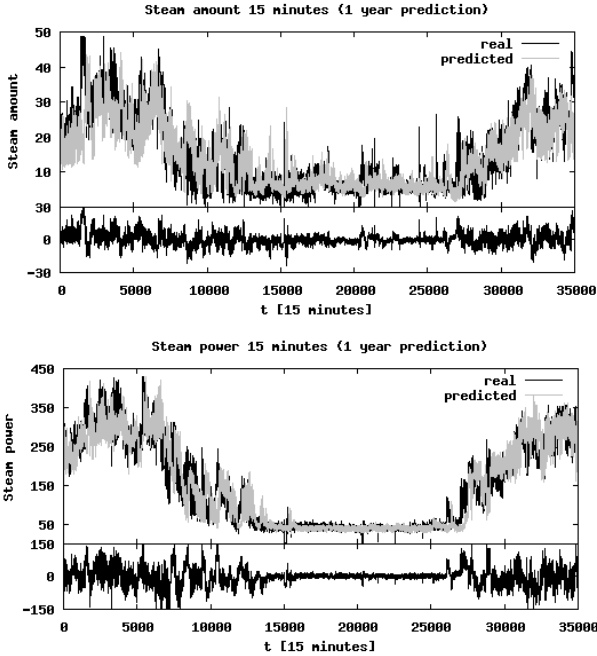 Steam amount 15 minutes (1 year prediction)
50
real
predicted
40
30
20
10
Steam amount
30
0
-30
0 5000 10000 15000 20000 25000 30000 35000
t [15 minutes]
Steam power 15 minutes (1 year prediction)
450
real
predicted
350
250
150
50
Steam power
150
0
-150
0 5000 10000 15000 20000 25000 30000 35000
t [15 minutes]